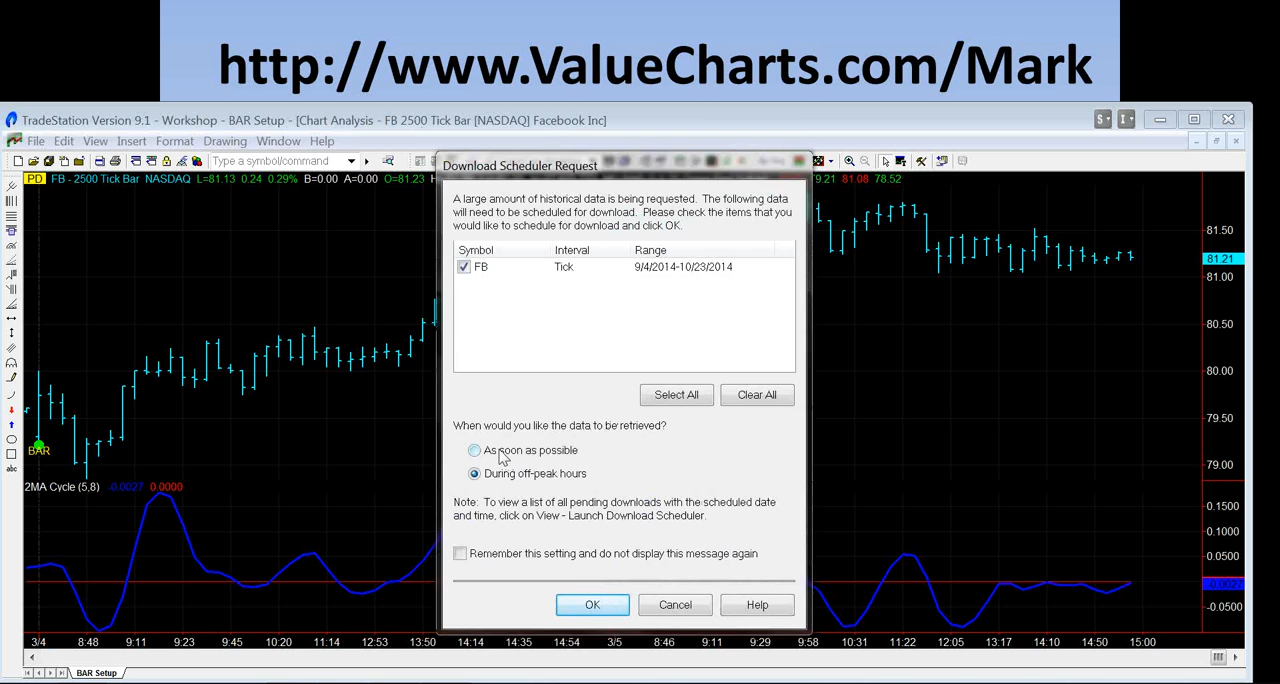 http://www.ValueCharts.com/Mark
TradeStation Version 9.1 - Workshop - BAR Setup - [Chart Analysis - FB 2500 Tick Bar [NASDAQ] Facebook Inc]
S I
File Edit View Insert Format Drawing Window Help
Type a symbol/command
PD FB - 2500 Tick Bar NASDAQ L=81.13 0.24 0.29% B=0.00 A=0.00 O=81.23 79.21 81.08 78.52
Download Scheduler Request
A large amount of historical data is being requested. The following data
will need to be scheduled for download. Please check the items that you
would like to schedule for download and click OK.
Symbol Interval Range
FB Tick 9/4/2014-10/23/2014
Select All Clear All
When would you like the data to be retrieved?
As soon as possible
During off-peak hours
Note: To view a list of all pending downloads with the scheduled date
and time, click on View - Launch Download Scheduler.
Remember this setting and do not display this message again
OK Cancel Help
81.50
81.21
81.00
80.50
80.00
79.50
79.00
BAR
abc
2MA Cycle (5,8) -0.0027 0.0000
0.1500
0.1000
0.0500
-0.0027
-0.0500
3/4 8:48 9:11 9:23 9:45 10:20 11:14 12:53 13:50 14:14 14:35 14:54 3/5 8:46 9:11 9:29 9:58 10:31 11:22 12:05 13:17 14:10 14:50 15:00
BAR Setup